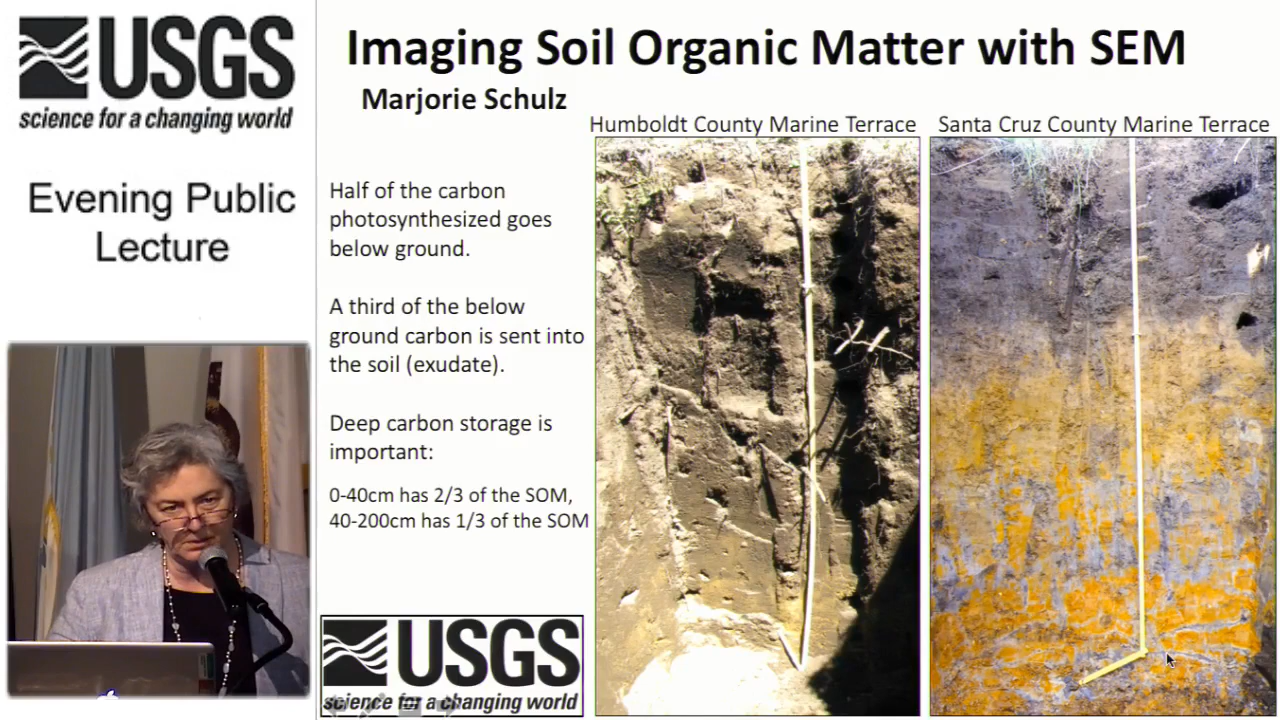 USGS
science for a changing world
Evening Public
Lecture
Imaging Soil Organic Matter with SEM
Marjorie Schulz
Humboldt County Marine Terrace
Santa Cruz County Marine Terrace
Half of the carbon
photosynthesized goes
below ground.
A third of the below
ground carbon is sent into
the soil (exudate).
Deep carbon storage is
important:
0-40cm has 2/3 of the SOM,
40-200cm has 1/3 of the SOM
USGS
science for a changing world